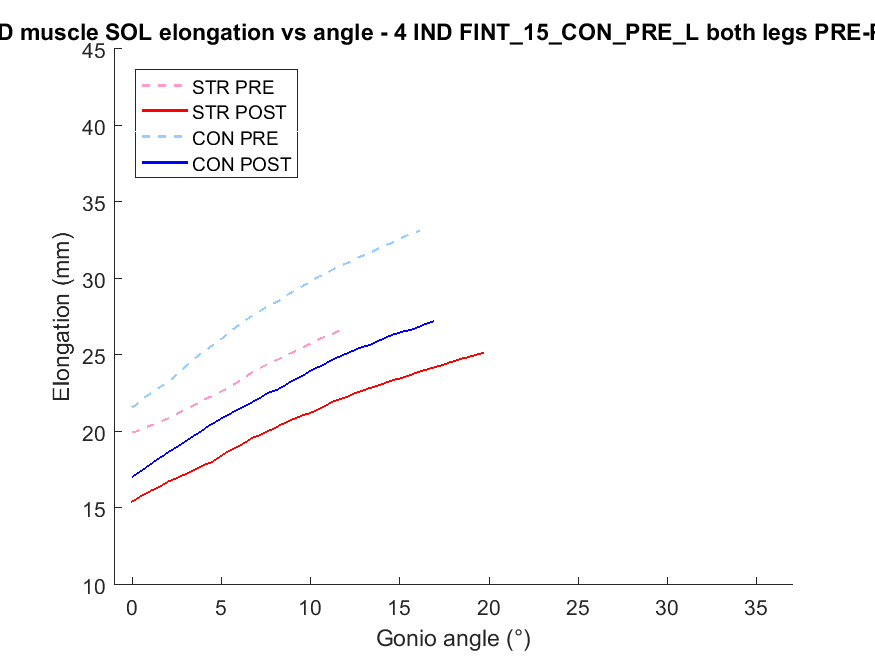 D muscle SOL elongation vs angle - 4 IND FINT_15_CON_PRE_L both legs PRE-P
45
40
35
30
25
20
15
10
Elongation (mm)
STR PRE
STR POST
CON PRE
CON POST
0 5 10 15 20 25 30 35
Gonio angle (°)